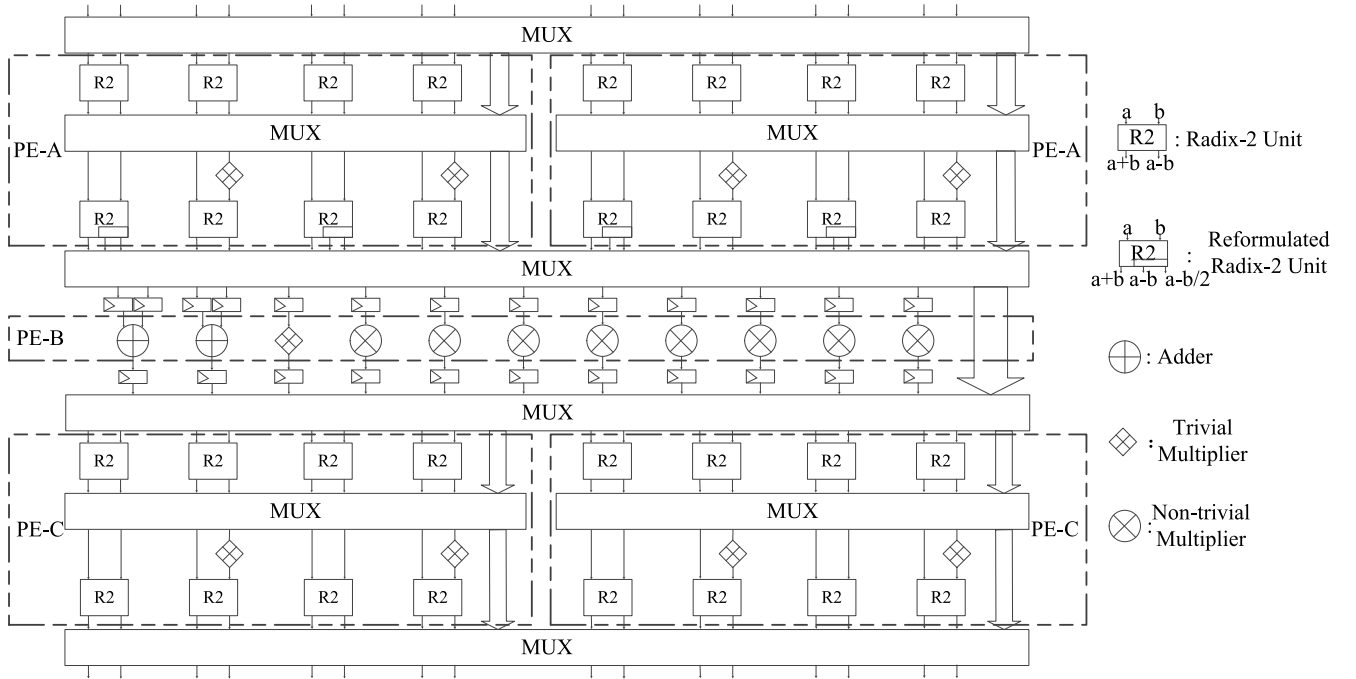 MUX
R2 R2 R2 R2 R2 R2 R2 R2
MUX MUX
PE-A PE-A
R2 R2 R2 R2 R2 R2 R2 R2
MUX
PE-B
MUX
R2 R2 R2 R2 R2 R2 R2 R2
MUX MUX
PE-C PE-C
R2 R2 R2 R2 R2 R2 R2 R2
MUX
a b
R2 : Radix-2 Unit
a+b a-b
a b
R2 : Reformulated
Radix-2 Unit
a+b a-b a-b/2
: Adder
: Trivial
Multiplier
: Non-trivial
Multiplier